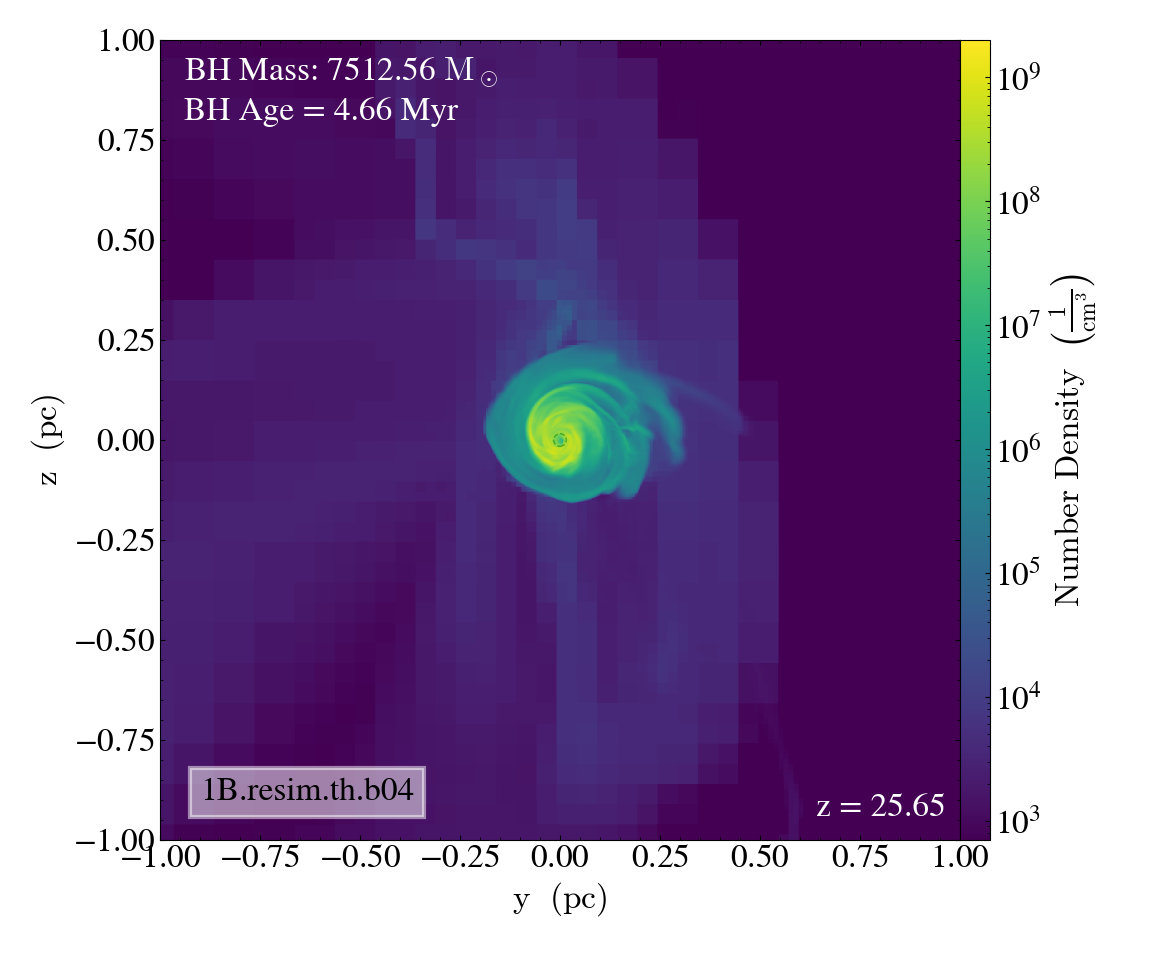 BH Mass: 7512.56 M⊙
BH Age = 4.66 Myr
1B.resim.th.b04
z = 25.65
1.00
0.75
0.50
0.25
0.00
−0.25
−0.50
−0.75
−1.00
z (pc)
−1.00 −0.75 −0.50 −0.25 0.00 0.25 0.50 0.75 1.00
y (pc)
10⁹
10⁸
10⁷
10⁶
10⁵
10⁴
10³
Number Density (1/cm³)